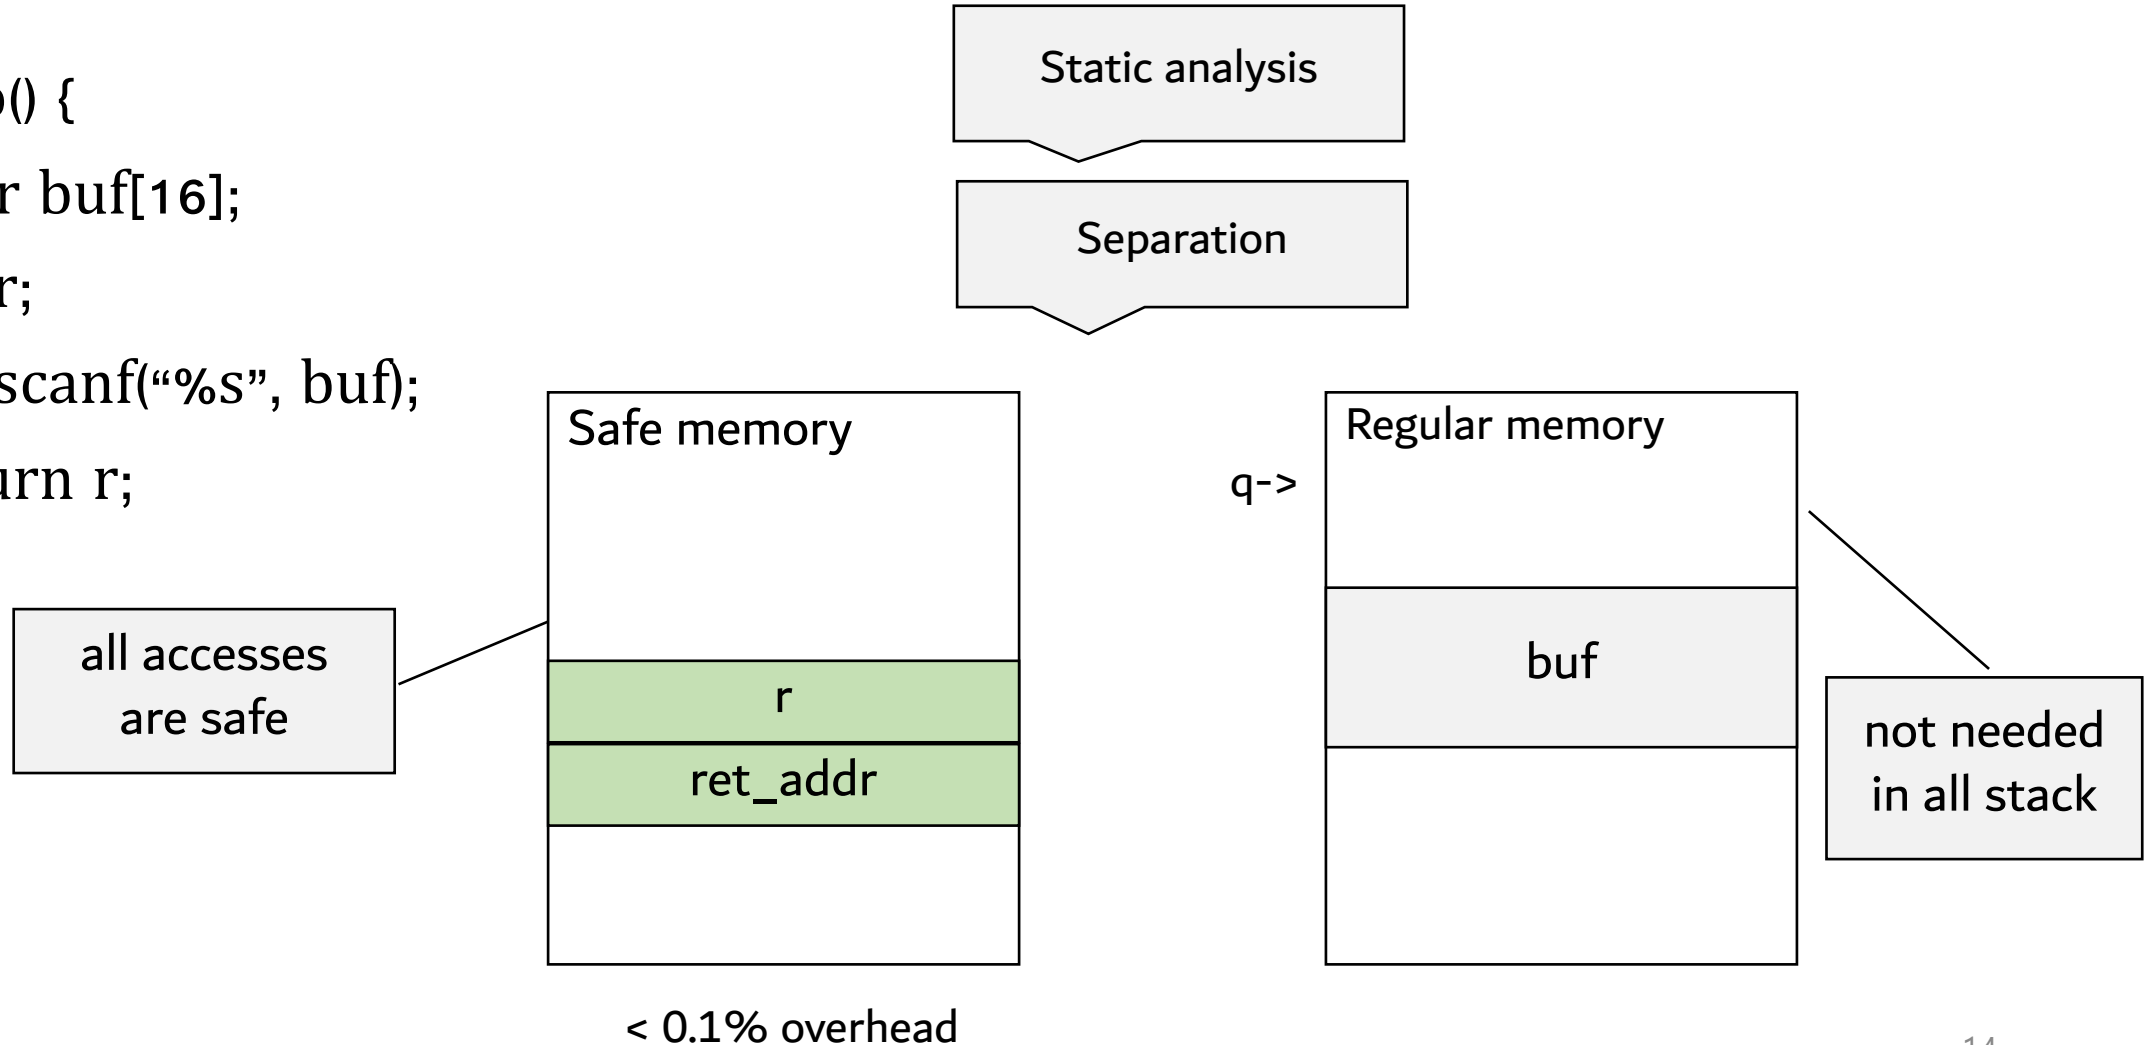 Static analysis
() {
r buf[16];
Separation
r;
scanf(“%s”, buf);
Safe memory
Regular memory
urn r;
q->
all accesses
are safe
r
buf
ret_addr
not needed
in all stack
< 0.1% overhead
14